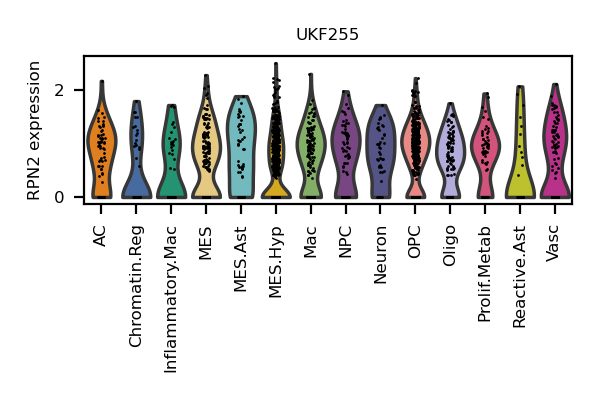 UKF255
RPN2 expression
2
0
AC
Chromatin.Reg
Inflammatory.Mac
MES
MES.Ast
MES.Hyp
Mac
NPC
Neuron
OPC
Oligo
Prolif.Metab
Reactive.Ast
Vasc